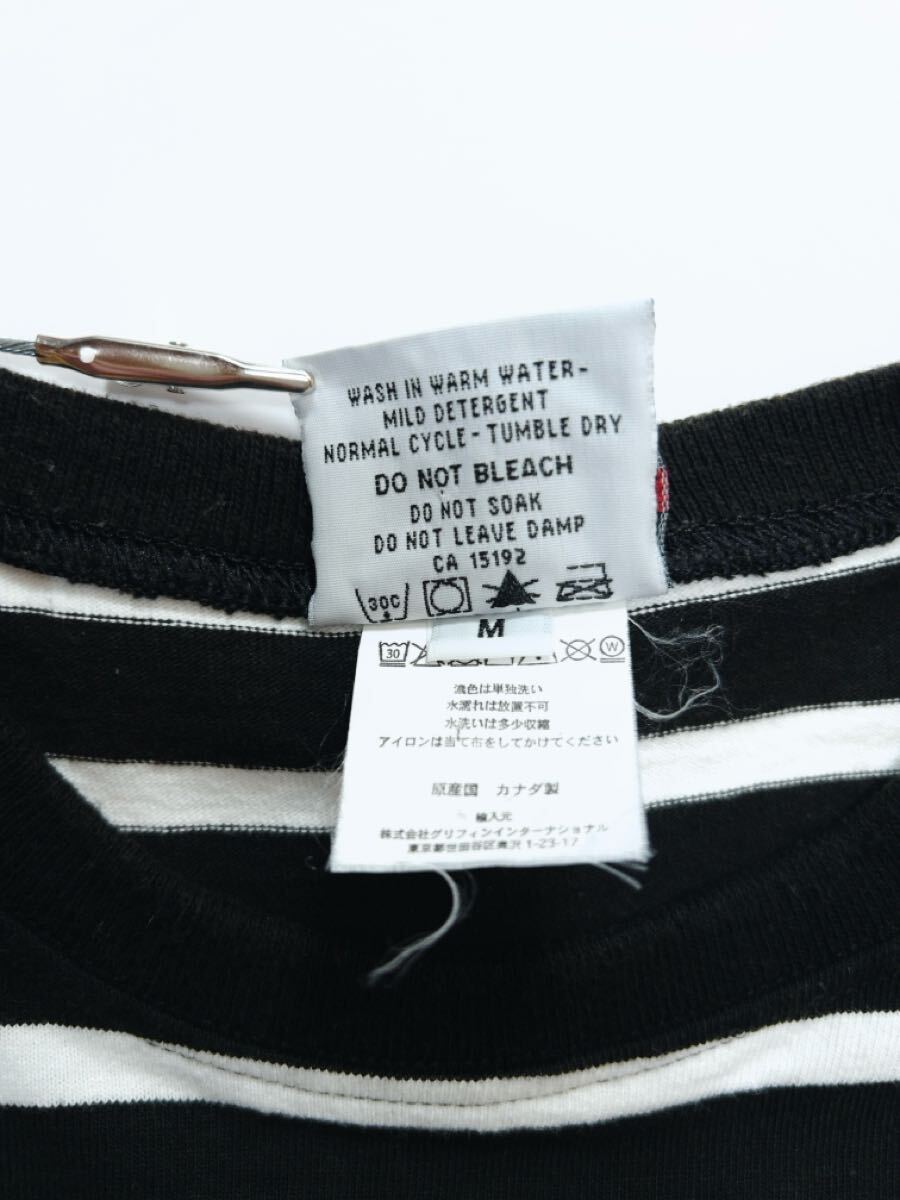 WASH IN WARM WATER-
MILD DETERGENT
NORMAL CYCLE - TUMBLE DRY
DO NOT BLEACH
DO NOT SOAK
DO NOT LEAVE DAMP
CA 15192
30C
M
30
W
濃色は単独洗い
水濡れは放置不可
水洗いは多少収縮
アイロンは当て布をしてかけてください
原産国 カナダ製
輸入元
株式会社グリフィンインターナショナル
東京都世田谷区奥沢1-23-17